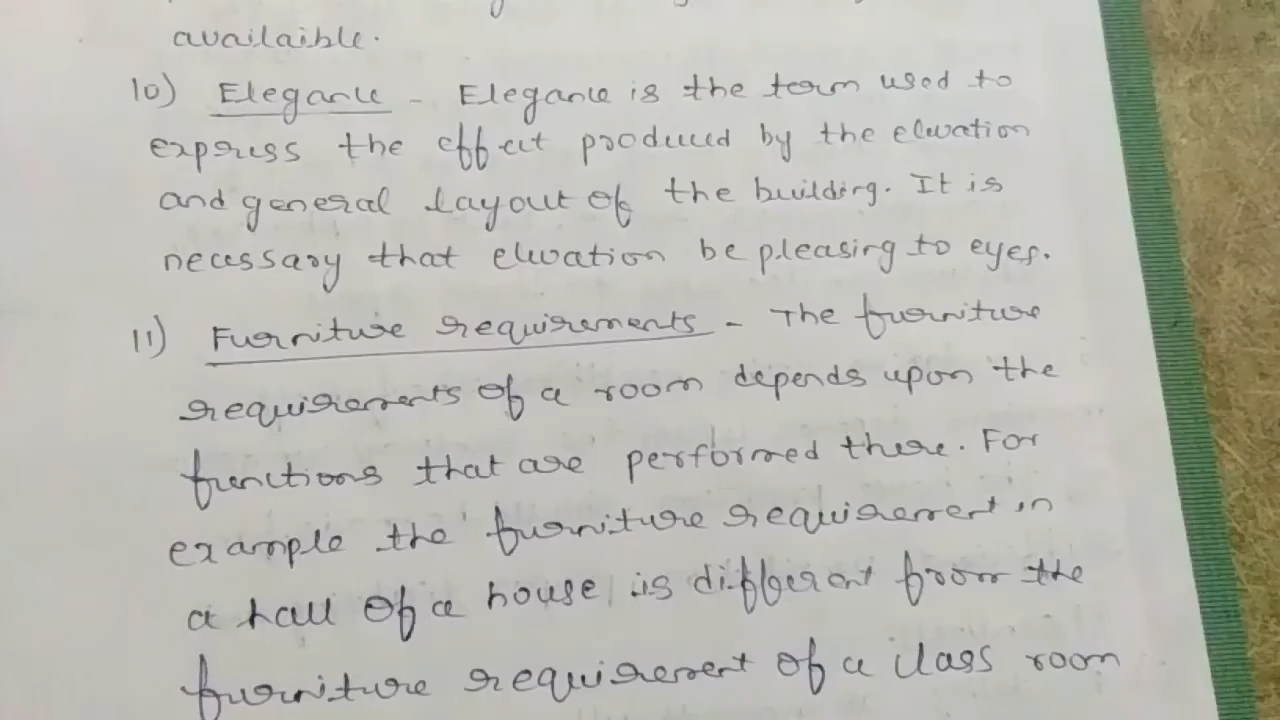 availaible.
10) Elegance - Elegance is the term used to
express the effect produced by the elevation
and general layout of the building. It is
necessary that elevation be pleasing to eyes.
11) Furniture requirements - The furniture
requirements of a room depends upon the
functions that are performed there. For
example the furniture requirement in
a hall of a house is different from the
furniture requirement of a class room